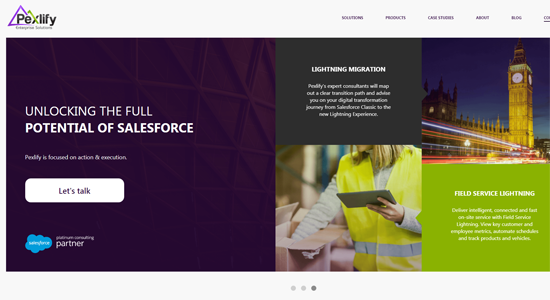 Pexlify
Enterprise Solutions
SOLUTIONS
PRODUCTS
CASE STUDIES
ABOUT
BLOG
UNLOCKING THE FULL
POTENTIAL OF SALESFORCE
Pexlify is focused on action & execution.
Let's talk
salesforce
platinum consulting
partner
LIGHTNING MIGRATION
Pexlify's expert consultants will map
out a clear transition path and advise
you on your digital transformation
journey from Salesforce Classic to the
new Lightning Experience.
FIELD SERVICE LIGHTNING
Deliver intelligent, connected and fast
on-site service with Field Service
Lightning. View key customer and
employee metrics, automate schedules
and track products and vehicles.